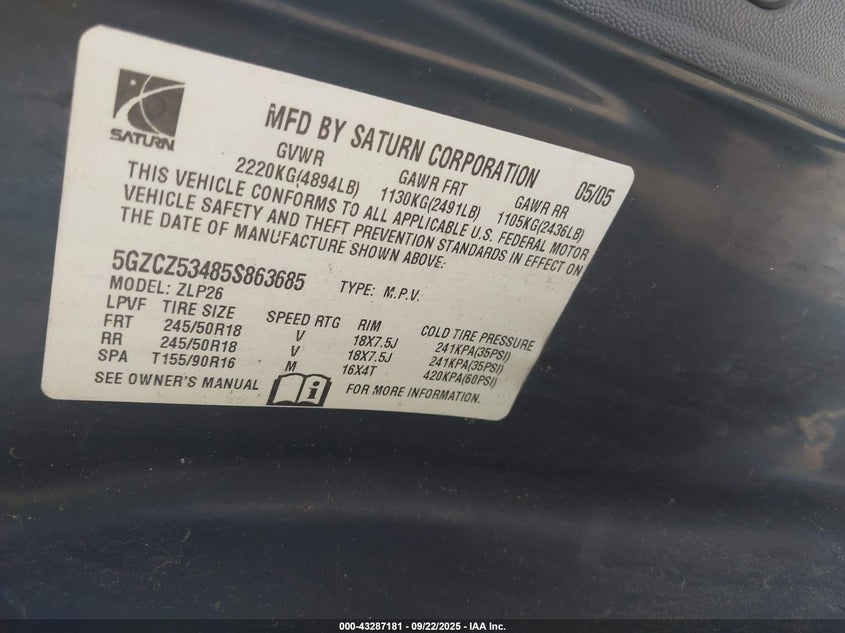 SATURN
MFD BY SATURN CORPORATION 05/05
GVWR GAWR FRT GAWR RR
2220KG(4894LB) 1130KG(2491LB) 1105KG(2436LB)
THIS VEHICLE CONFORMS TO ALL APPLICABLE U.S. FEDERAL MOTOR
VEHICLE SAFETY AND THEFT PREVENTION STANDARDS IN EFFECT ON
THE DATE OF MANUFACTURE SHOWN ABOVE:
5GZCZ53485S863685 TYPE: M.P.V.
MODEL: ZLP26
LPVF TIRE SIZE SPEED RTG RIM COLD TIRE PRESSURE
FRT 245/50R18 V 18X7.5J 241KPA(35PSI)
RR 245/50R18 V 18X7.5J 241KPA(35PSI)
SPA T155/90R16 M 16X4T 420KPA(60PSI)
SEE OWNER'S MANUAL i FOR MORE INFORMATION.
000-43287181 - 09/22/2025 - IAA Inc.